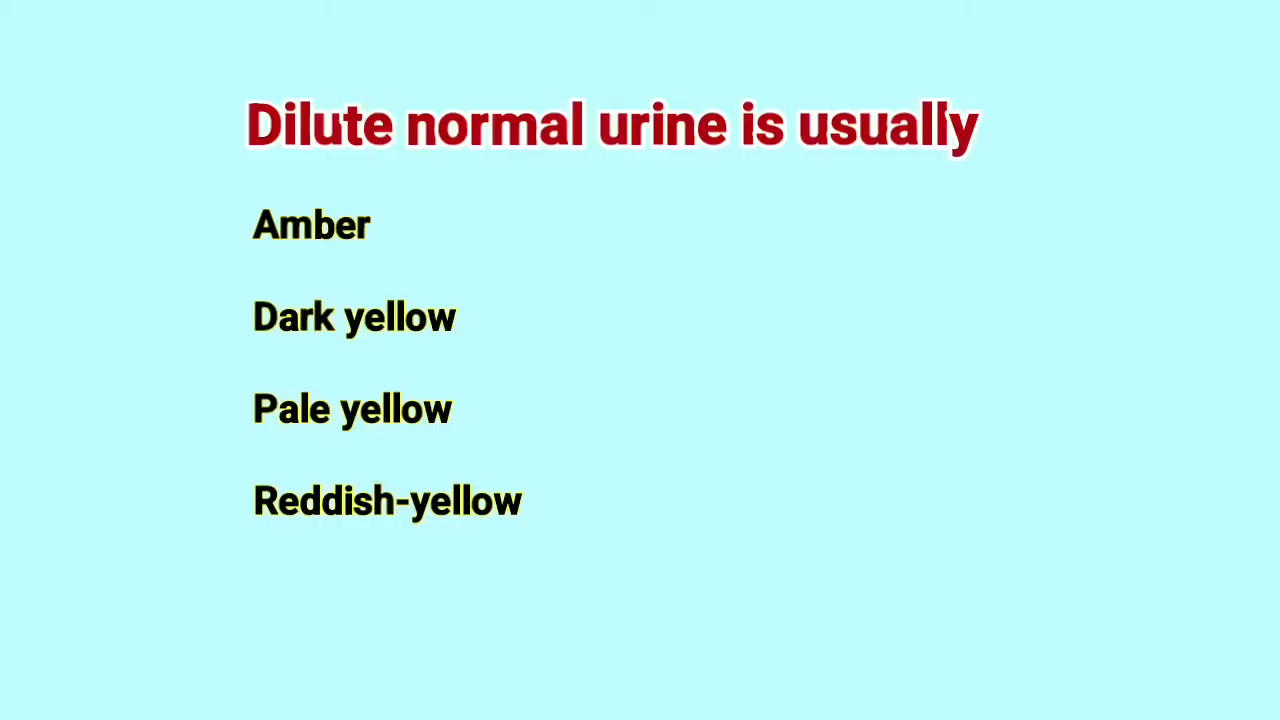 Dilute normal urine is usually
Amber
Dark yellow
Pale yellow
Reddish-yellow